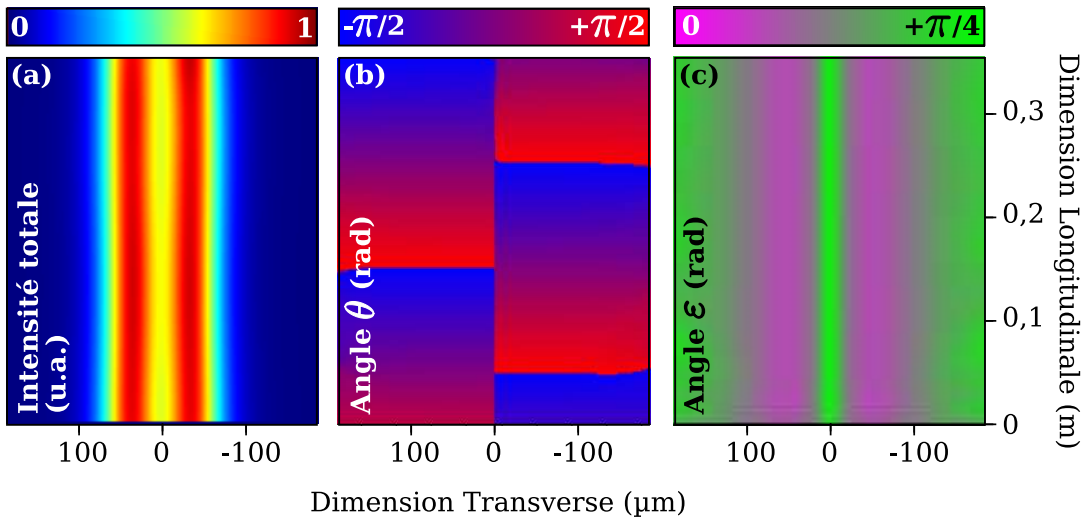 0 1
-π/2 +π/2
0 +π/4
(a)
(b)
(c)
Intensité totale
(u.a.)
Angle θ (rad)
Angle ε (rad)
0,3
0,2
0,1
0
Dimension Longitudinale (m)
100 0 -100
100 0 -100
100 0 -100
Dimension Transverse (µm)